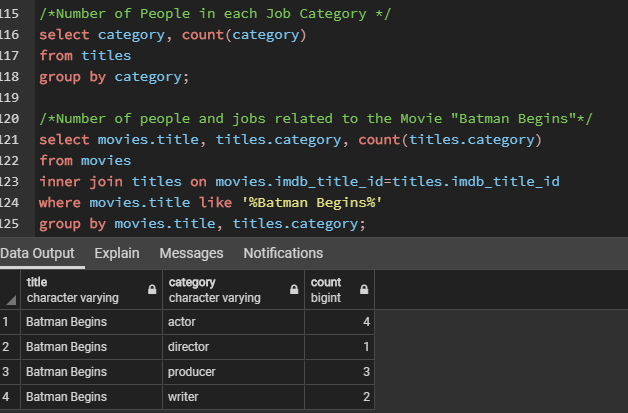 115 /*Number of People in each Job Category */
116 select category, count(category)
117 from titles
118 group by category;
119
120 /*Number of people and jobs related to the Movie "Batman Begins"*/
121 select movies.title, titles.category, count(titles.category)
122 from movies
123 inner join titles on movies.imdb_title_id=titles.imdb_title_id
124 where movies.title like '%Batman Begins%'
125 group by movies.title, titles.category;
Data Output Explain Messages Notifications
title category count
character varying character varying bigint
1 Batman Begins actor 4
2 Batman Begins director 1
3 Batman Begins producer 3
4 Batman Begins writer 2